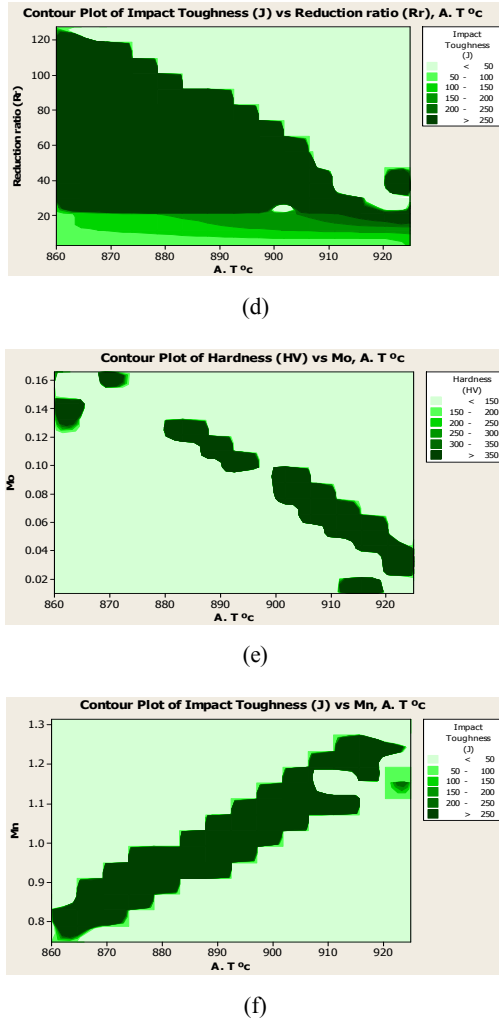 Contour Plot of Impact Toughness (J) vs Reduction ratio (Rr), A. T ºc
Impact
Toughness
(J)
< 50
50 - 100
100 - 150
150 - 200
200 - 250
> 250
Reduction ratio (Rr)
120
100
80
60
40
20
860 870 880 890 900 910 920
A. T ºc
(d)
Contour Plot of Hardness (HV) vs Mo, A. T ºc
Hardness
(HV)
< 150
150 - 200
200 - 250
250 - 300
300 - 350
> 350
Mo
0.16
0.14
0.12
0.10
0.08
0.06
0.04
0.02
860 870 880 890 900 910 920
A. T ºc
(e)
Contour Plot of Impact Toughness (J) vs Mn, A. T ºc
Impact
Toughness
(J)
< 50
50 - 100
100 - 150
150 - 200
200 - 250
> 250
Mn
1.3
1.2
1.1
1.0
0.9
0.8
860 870 880 890 900 910 920
A. T ºc
(f)